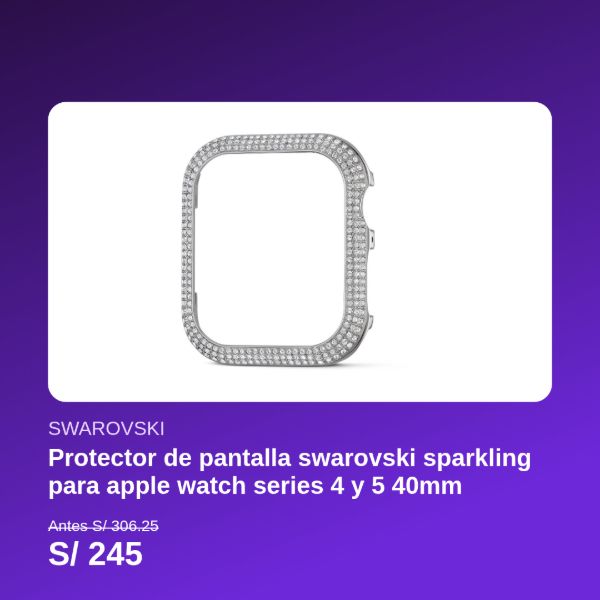 SWAROVSKI
Protector de pantalla swarovski sparkling
para apple watch series 4 y 5 40mm
Antes S/ 306.25
S/ 245